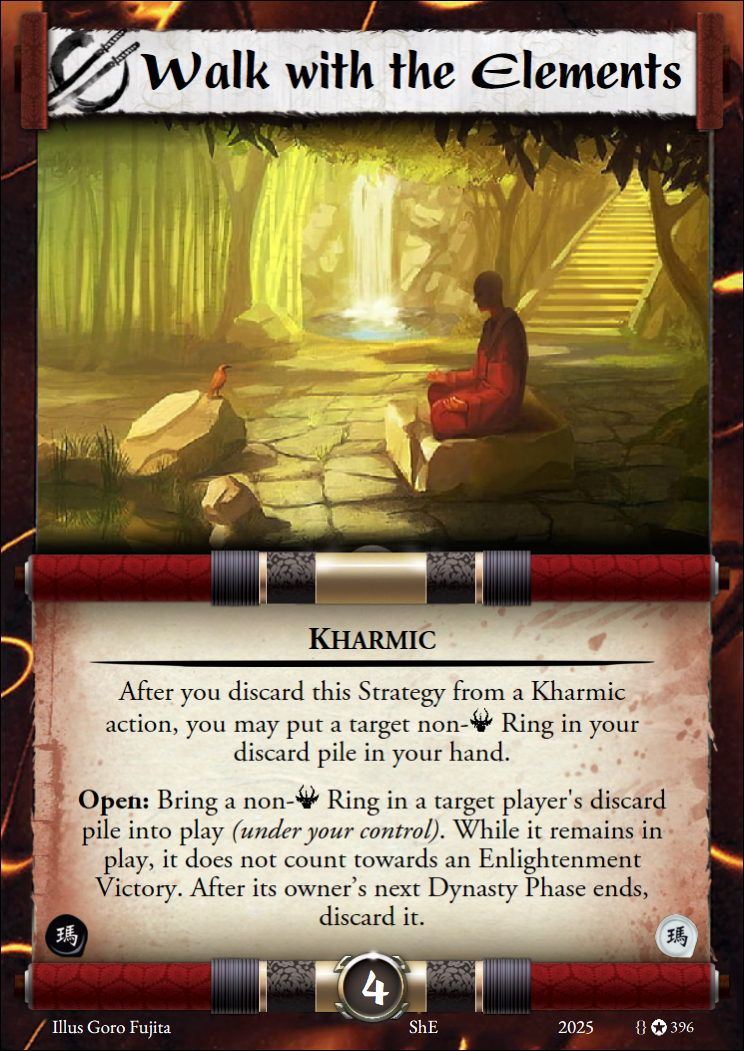 Walk with the Elements
KHARMIC
After you discard this Strategy from a Kharmic
action, you may put a target non- Ring in your
discard pile in your hand.
Open: Bring a non- Ring in a target player's discard
pile into play (under your control). While it remains in
play, it does not count towards an Enlightenment
Victory. After its owner’s next Dynasty Phase ends,
discard it.
瑪
瑪
4
Illus Goro Fujita ShE 2025 {} 396